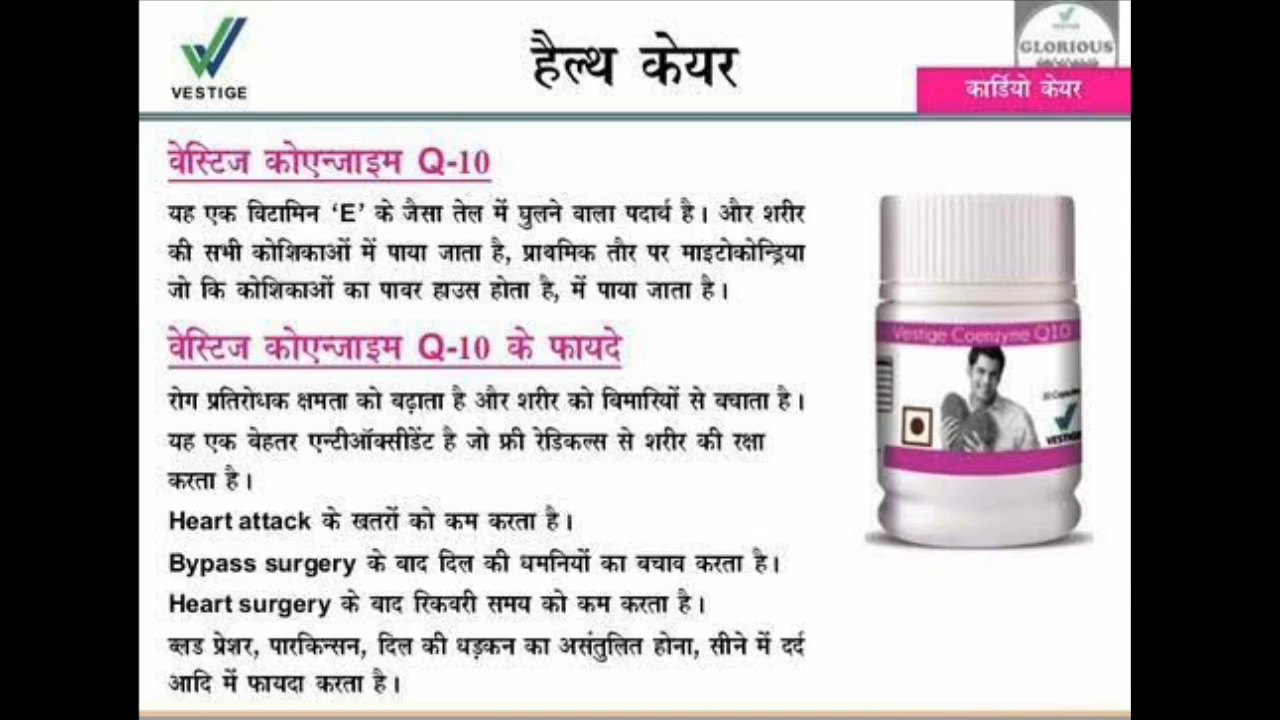 VESTIGE
हैल्थ केयर
GLORIOUS
कार्डियो केयर
वेस्टिज कोएन्जाइम Q-10
यह एक विटामिन ‘E’ के जैसा तेल में घुलने वाला पदार्थ है। और शरीर
की सभी कोशिकाओं में पाया जाता है, प्राथमिक तौर पर माइटोकोन्ड्रिया
जो कि कोशिकाओं का पावर हाउस होता है, में पाया जाता है।
वेस्टिज कोएन्जाइम Q-10 के फायदे
रोग प्रतिरोधक क्षमता को बढ़ाता है और शरीर को बिमारियों से बचाता है।
यह एक बेहतर एन्टीऑक्सीडेंट है जो फ्री रेडिकल्स से शरीर की रक्षा
करता है।
Heart attack के खतरों को कम करता है।
Bypass surgery के बाद दिल की धमनियों का बचाव करता है।
Heart surgery के बाद रिकवरी समय को कम करता है।
ब्लड प्रेशर, पारकिन्सन, दिल की धड़कन का असंतुलित होना, सीने में दर्द
आदि में फायदा करता है।
Vestige Coenzyne Q10
VESTIGE